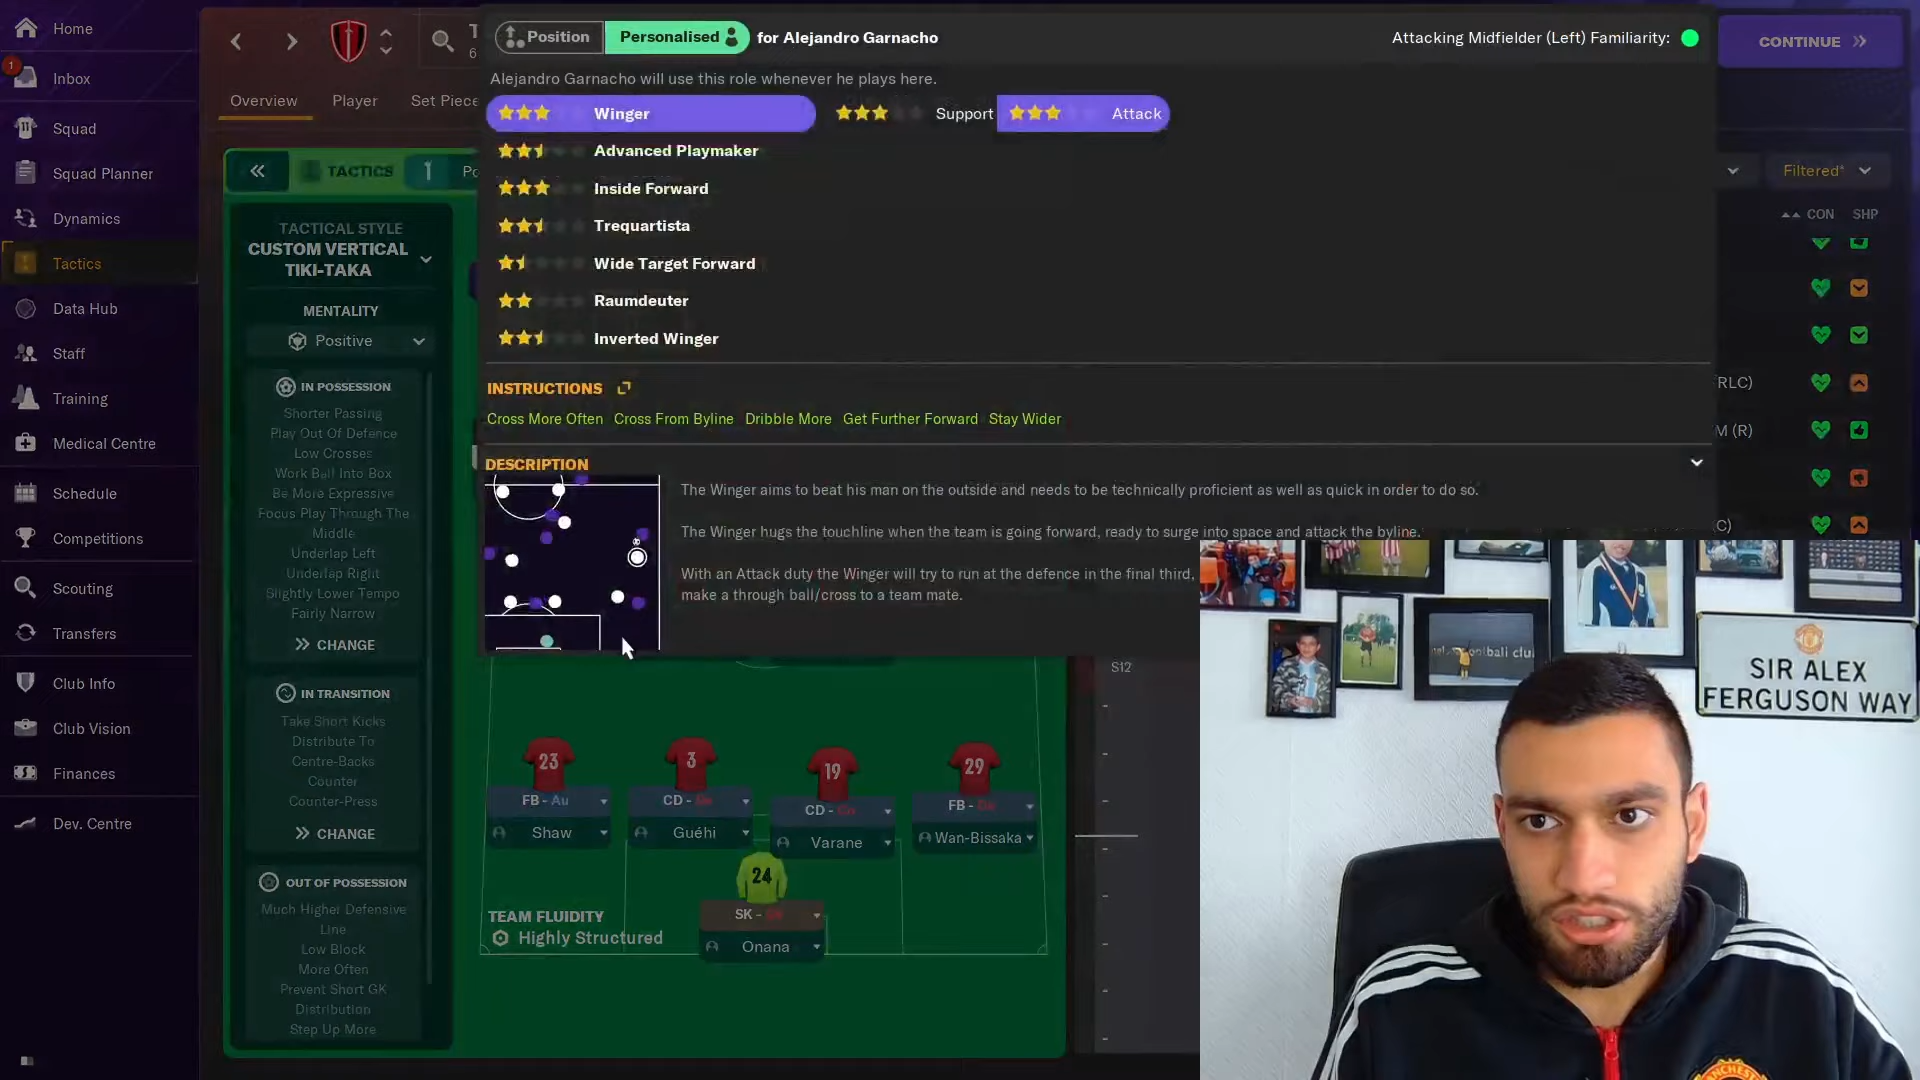 Home
1
Inbox
Squad
Squad Planner
Dynamics
Tactics
Data Hub
Staff
Training
Medical Centre
Schedule
Competitions
Scouting
Transfers
Club Info
Club Vision
Finances
Dev. Centre
T
6
Overview
Player
Set Piece
Position
Personalised
for Alejandro Garnacho
Attacking Midfielder (Left) Familiarity:
CONTINUE
Alejandro Garnacho will use this role whenever he plays here.
Winger
Support
Attack
Advanced Playmaker
Inside Forward
Trequartista
Wide Target Forward
Raumdeuter
Inverted Winger
INSTRUCTIONS
Cross More Often Cross From Byline Dribble More Get Further Forward Stay Wider
DESCRIPTION
The Winger aims to beat his man on the outside and needs to be technically proficient as well as quick in order to do so.
The Winger hugs the touchline when the team is going forward, ready to surge into space and attack the byline.
With an Attack duty the Winger will try to run at the defence in the final third,
make a through ball/cross to a team mate.
TACTICS
Po
TACTICAL STYLE
CUSTOM VERTICAL
TIKI-TAKA
MENTALITY
Positive
IN POSSESSION
Shorter Passing
Play Out Of Defence
Low Crosses
Work Ball Into Box
Be More Expressive
Focus Play Through The
Middle
Underlap Left
Underlap Right
Slightly Lower Tempo
Fairly Narrow
CHANGE
IN TRANSITION
Take Short Kicks
Distribute To
Centre-Backs
Counter
Counter-Press
CHANGE
OUT OF POSSESSION
Much Higher Defensive
Line
Low Block
More Often
Prevent Short GK
Distribution
Step Up More
23
FB - Au
Shaw
3
CD - De
Guéhi
19
CD - Co
Varane
29
FB - De
Wan-Bissaka
24
SK - De
Onana
TEAM FLUIDITY
Highly Structured
Filtered*
CON
SHP
RLC)
M (R)
C)
S12
SIR ALEX
FERGUSON WAY